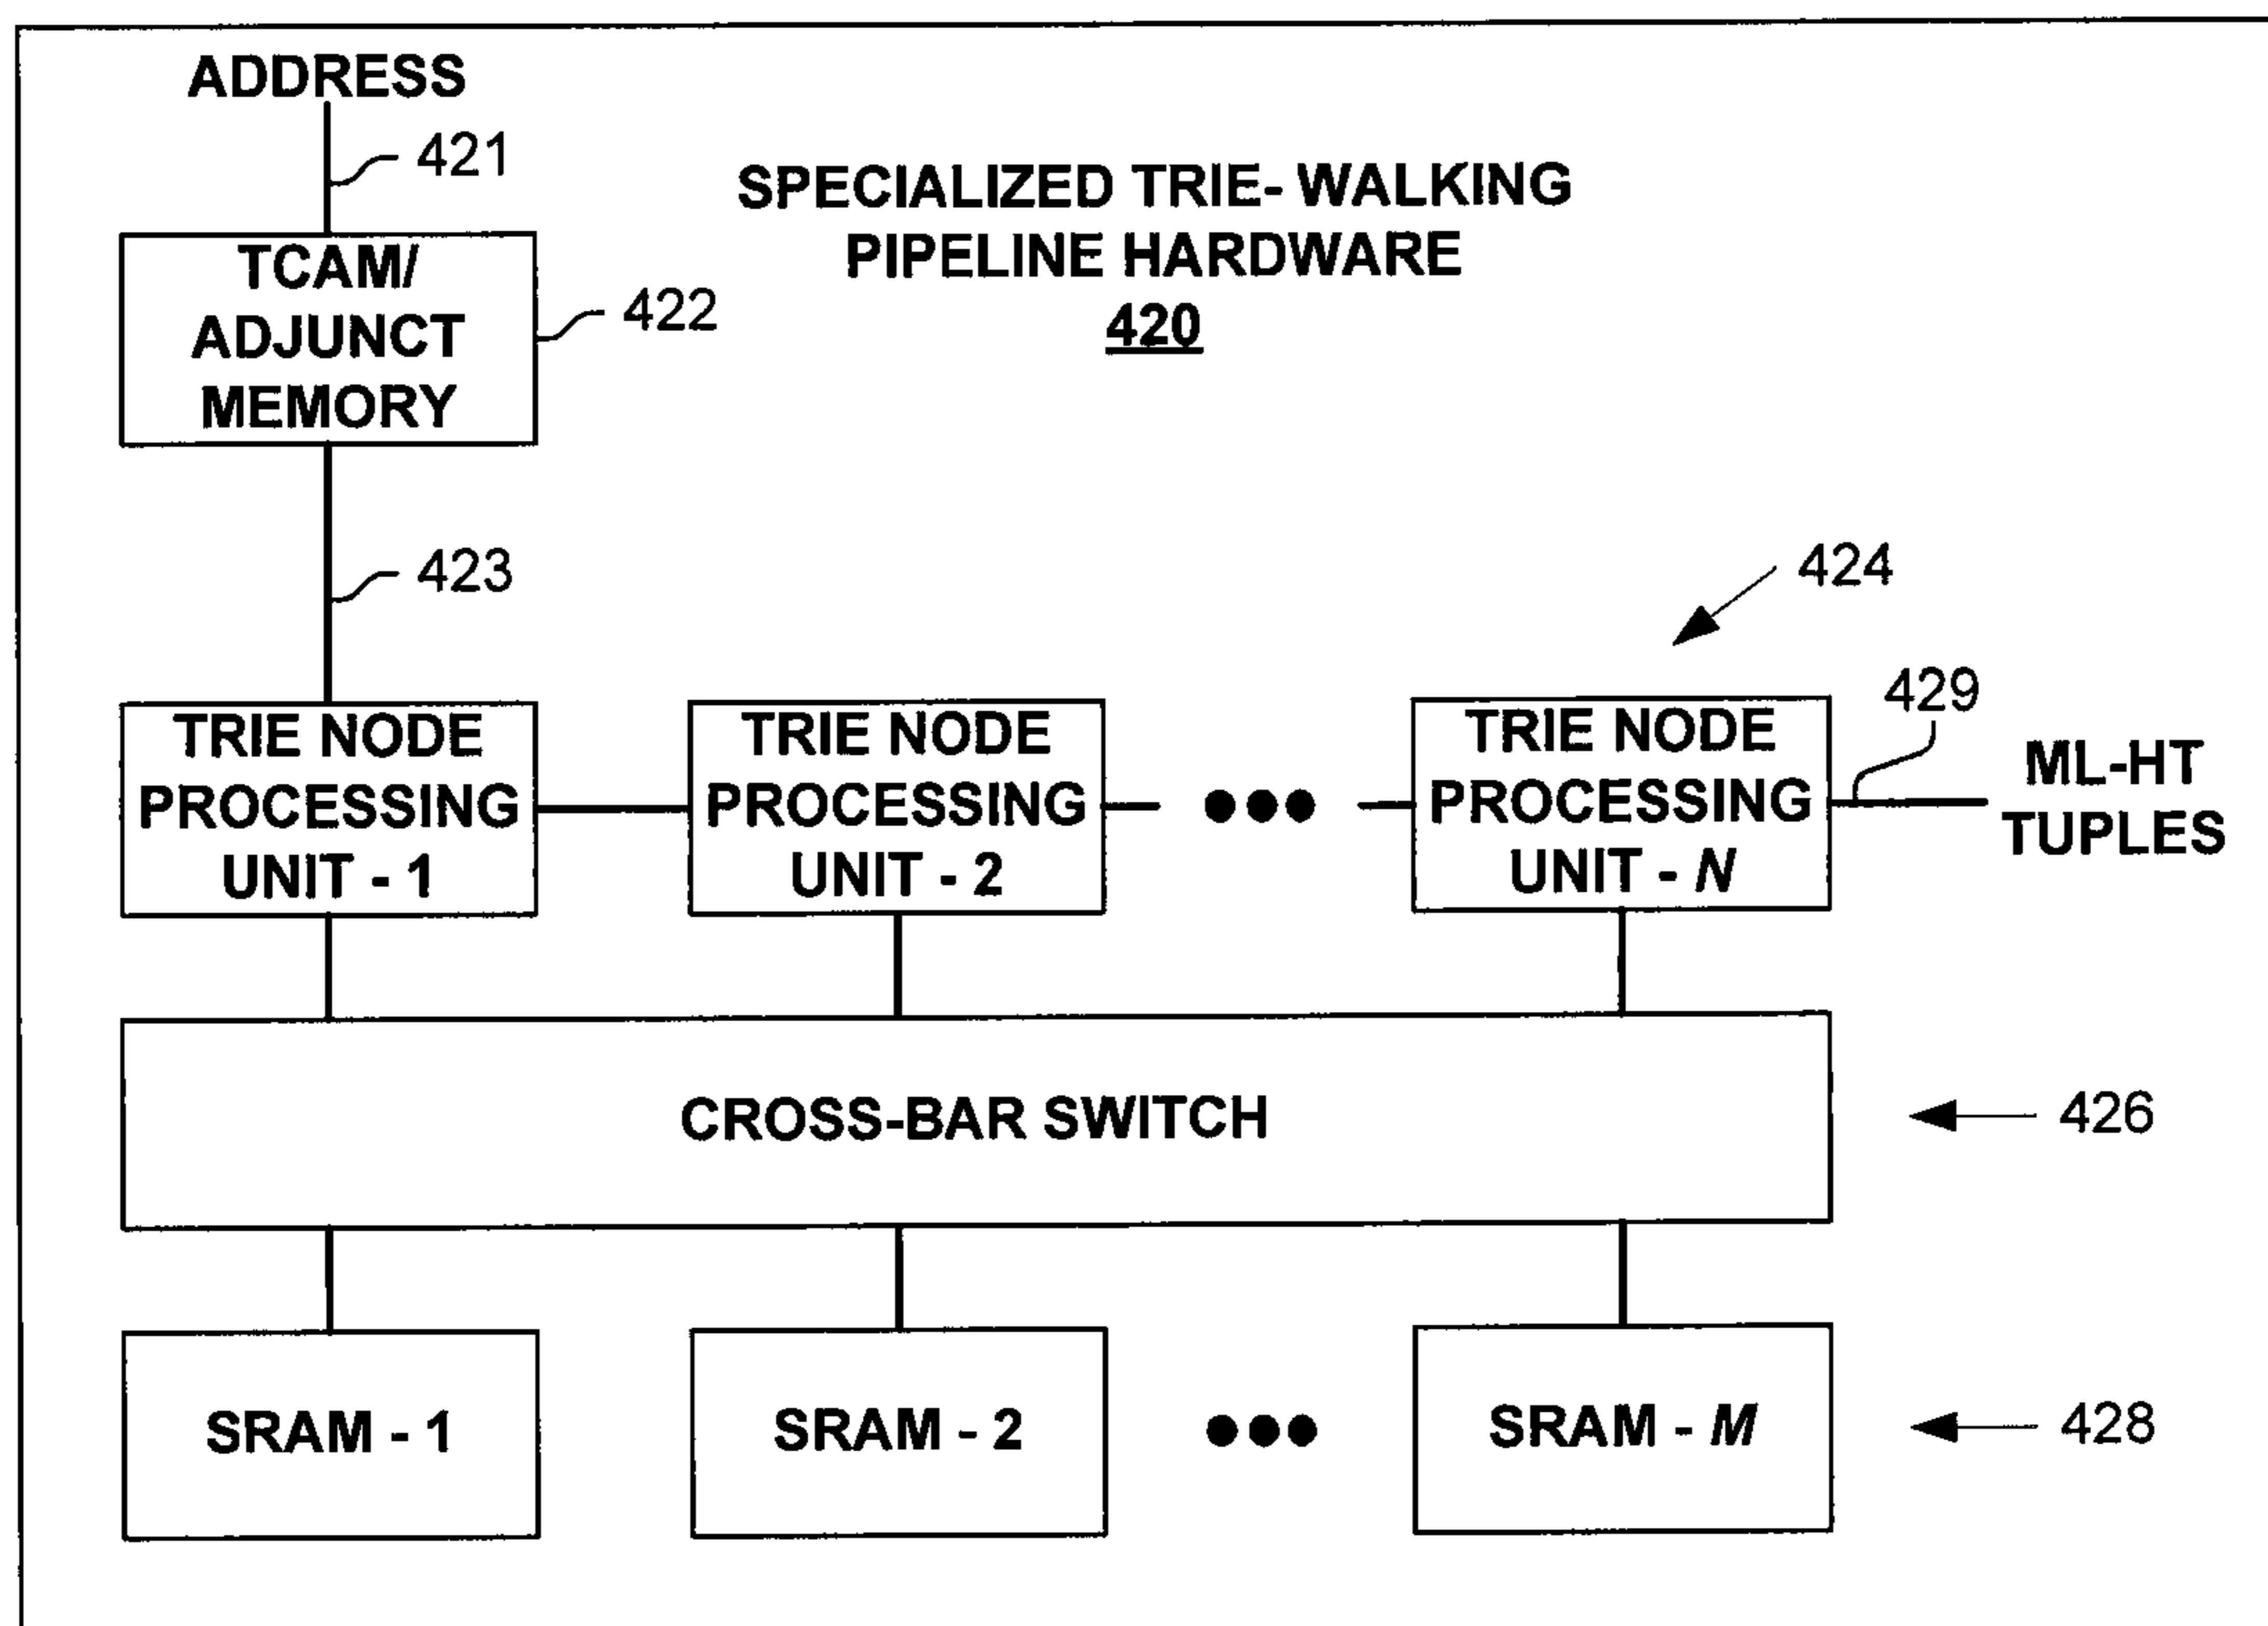 ADDRESS
421
SPECIALIZED TRIE- WALKING
PIPELINE HARDWARE
420
TCAM/
ADJUNCT
MEMORY
422
423
424
429
TRIE NODE
PROCESSING
UNIT - 1
TRIE NODE
PROCESSING
UNIT - 2
TRIE NODE
PROCESSING
UNIT - N
ML-HT
TUPLES
CROSS-BAR SWITCH
426
SRAM - 1
SRAM - 2
SRAM - M
428